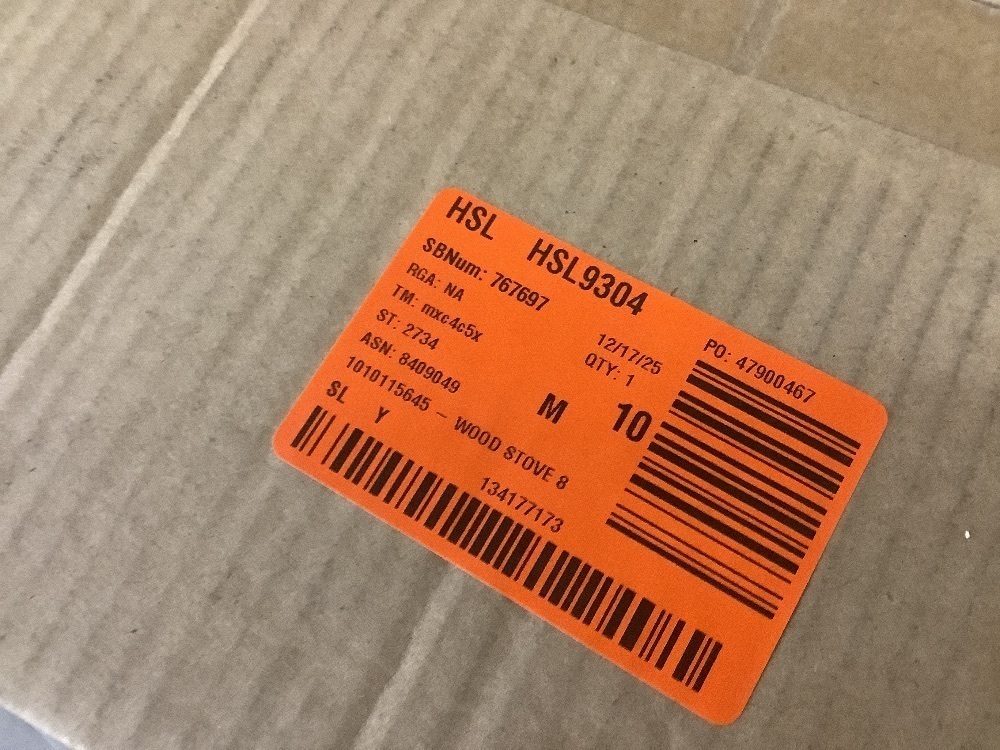 HSL HSL9304
SBNum: 767697
RGA: NA
TM: mxc4c5x
ST: 2734
ASN: 8409049
1010115645 – WOOD STOVE 8
SL Y
12/17/25
QTY: 1
M 10
PO: 47900467
134177173